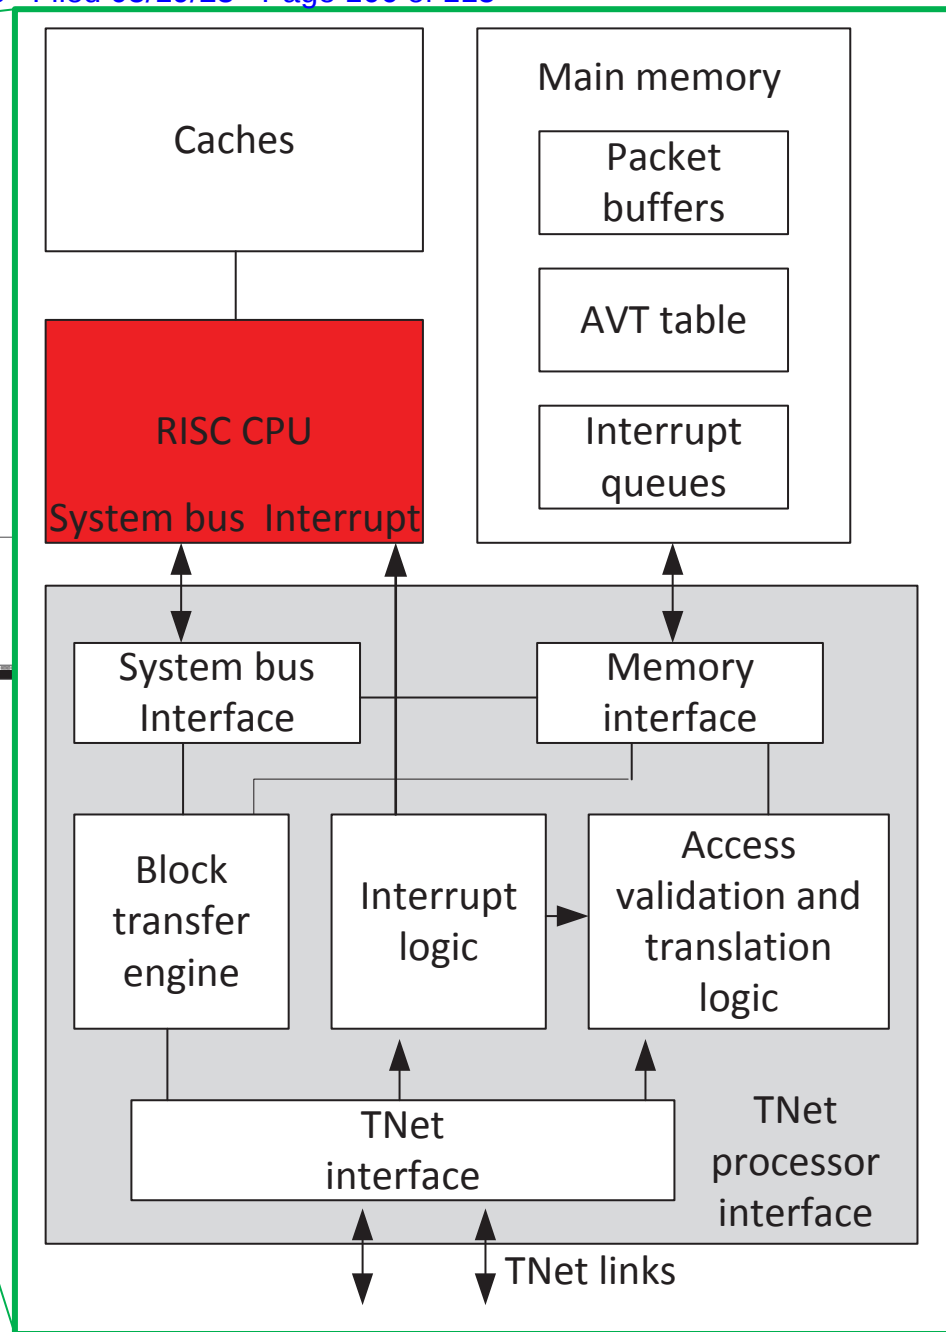 Caches
Main memory
Packet
buffers
AVT table
Interrupt
queues
RISC CPU
System bus Interrupt
System bus
Interface
Memory
interface
Block
transfer
engine
Interrupt
logic
Access
validation and
translation
logic
TNet
interface
TNet
processor
interface
TNet links